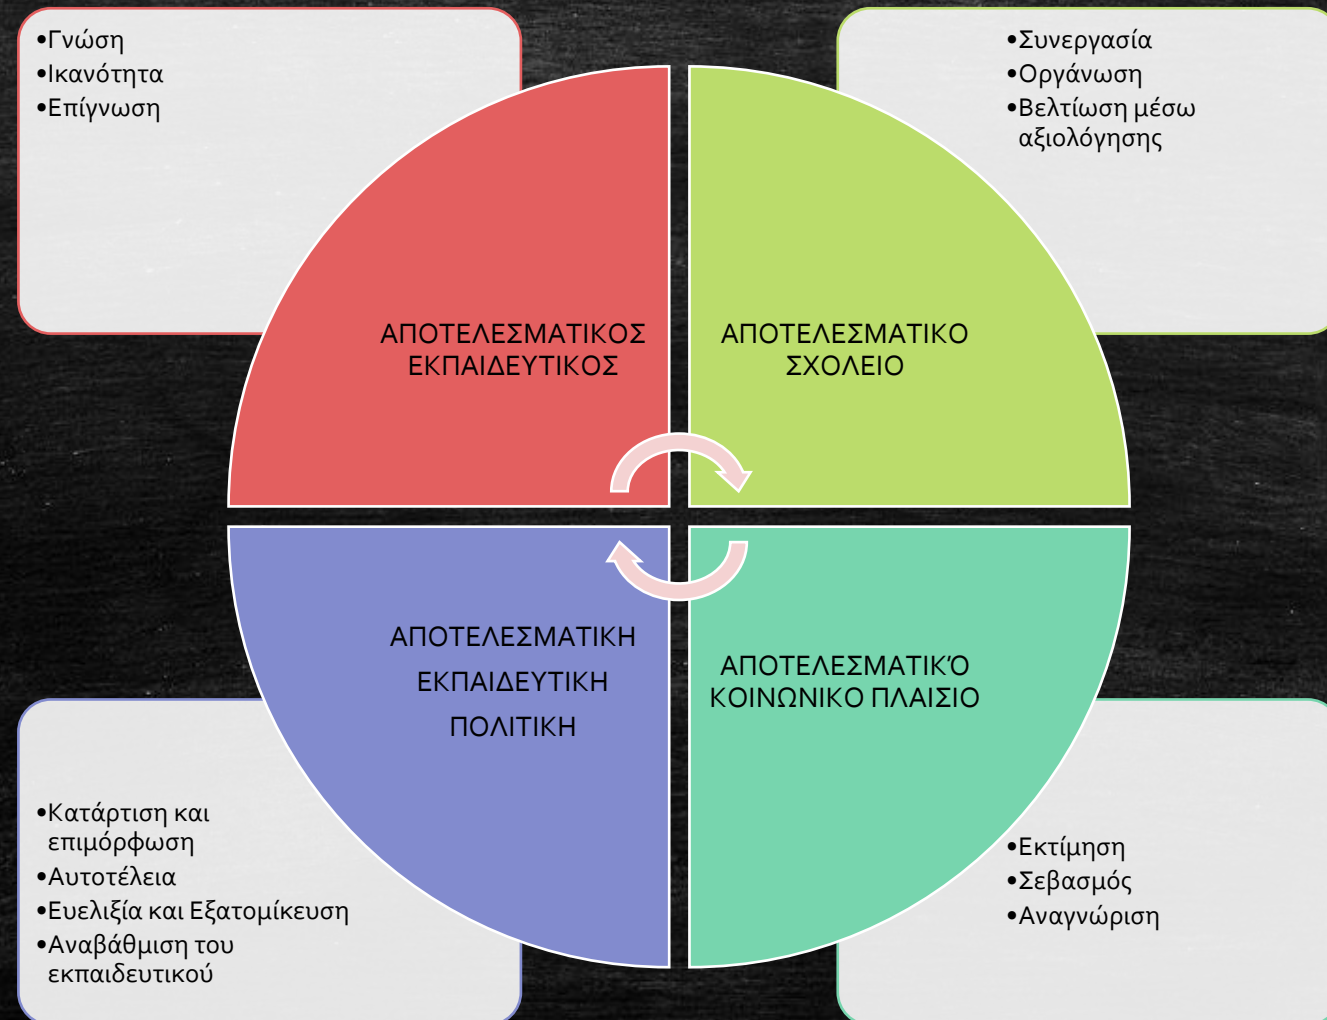 •Γνώση
•Ικανότητα
•Επίγνωση
•Συνεργασία
•Οργάνωση
•Βελτίωση μέσω
αξιολόγησης
ΑΠΟΤΕΛΕΣΜΑΤΙΚΟΣ
ΕΚΠΑΙΔΕΥΤΙΚΟΣ
ΑΠΟΤΕΛΕΣΜΑΤΙΚΟ
ΣΧΟΛΕΙΟ
ΑΠΟΤΕΛΕΣΜΑΤΙΚΗ
ΕΚΠΑΙΔΕΥΤΙΚΗ
ΠΟΛΙΤΙΚΗ
ΑΠΟΤΕΛΕΣΜΑΤΙΚΌ
ΚΟΙΝΩΝΙΚΟ ΠΛΑΙΣΙΟ
•Κατάρτιση και
επιμόρφωση
•Αυτοτέλεια
•Ευελιξία και Εξατομίκευση
•Αναβάθμιση του
εκπαιδευτικού
•Εκτίμηση
•Σεβασμός
•Αναγνώριση